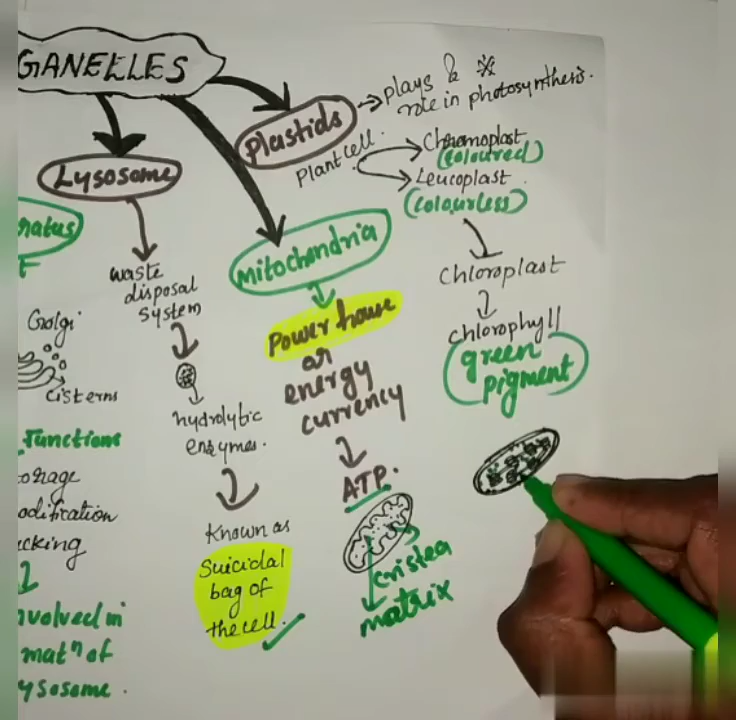 GANELLES
Plastids
plays &
role in photosynthesis.
Plant cell.
Chromoplast
(coloured)
Leucoplast
(colourless)
Chloroplast
chlorophyll
green
pigment
Lysosome
waste
disposal
system
hydrolytic
enzymes.
Known as
Suicidal
bag of
the cell.
Mitochondria
Power house
or
energy
currency
ATP.
cristea
matrix
Golgi
cisterns
Functions
orage
odification
cking
nvolved in
matⁿ of
ysosome.